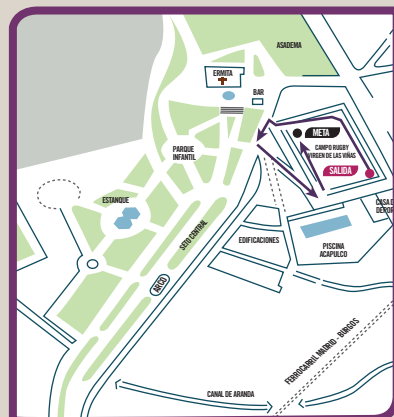 ASADEMA
ERMITA
BAR
META
CAMPO RUGBY
VIRGEN DE LAS VIÑAS
PARQUE
INFANTIL
SALIDA
ESTANQUE
SETO CENTRAL
EDIFICACIONES
PISCINA
ACAPULCO
ARCO
FERROCARRIL MADRID - BURGOS
CANAL DE ARANDA